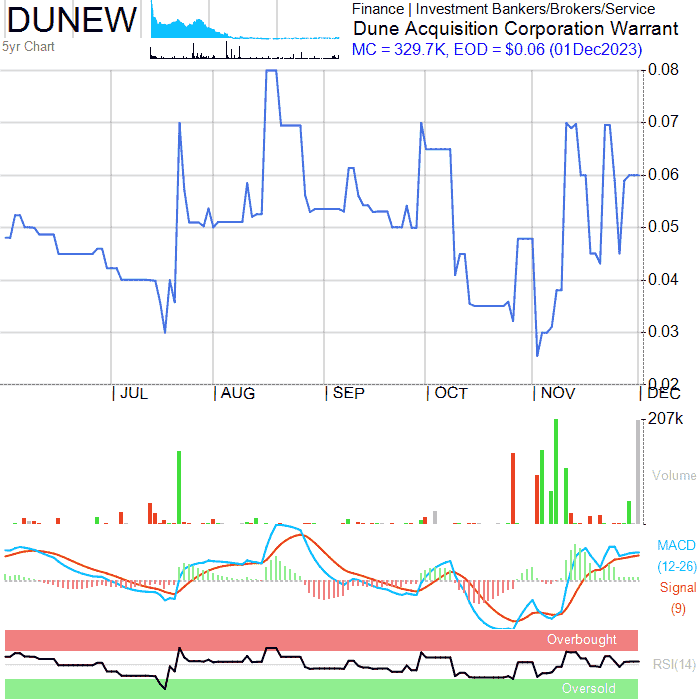 DUNEW
5yr Chart
Finance | Investment Bankers/Brokers/Service
Dune Acquisition Corporation Warrant
MC = 329.7K, EOD = $0.06 (01Dec2023)
0.08
0.07
0.06
0.05
0.04
0.03
0.02
| JUL | AUG | SEP | OCT | NOV | DEC
207k
Volume
MACD
(12-26)
Signal
(9)
Overbought
RSI(14)
Oversold